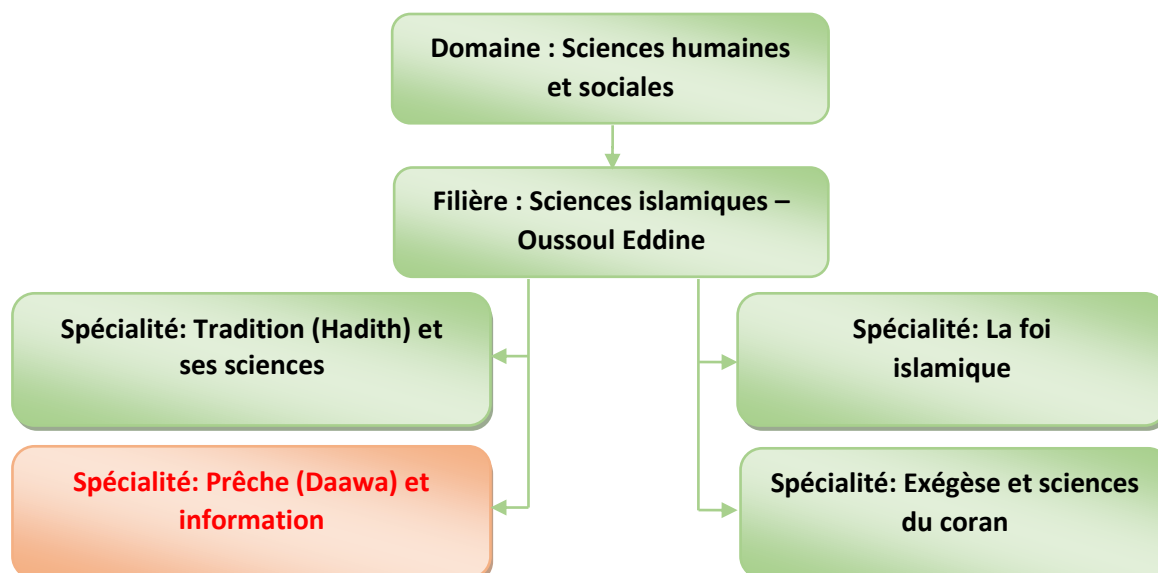 Domaine : Sciences humaines
et sociales
Filière : Sciences islamiques –
Oussoul Eddine
Spécialité: Tradition (Hadith) et
ses sciences
Spécialité: La foi
islamique
Spécialité: Prêche (Daawa) et
information
Spécialité: Exégèse et sciences
du coran